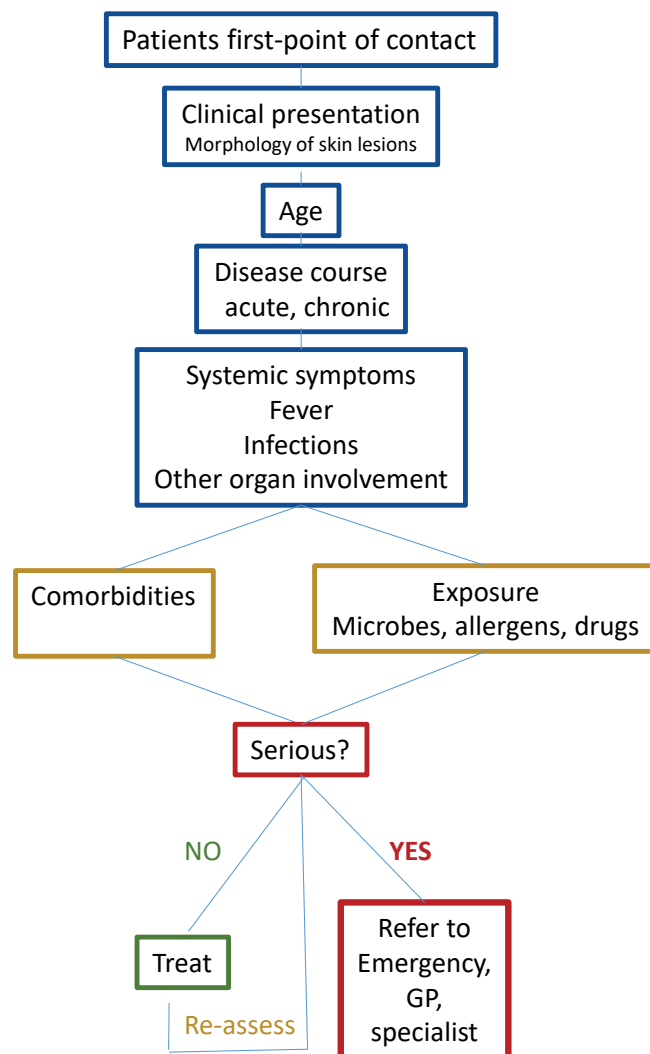 Patients first-point of contact
Clinical presentation
Morphology of skin lesions
Age
Disease course
acute, chronic
Systemic symptoms
Fever
Infections
Other organ involvement
Comorbidities
Exposure
Microbes, allergens, drugs
Serious?
NO
YES
Treat
Re-assess
Refer to
Emergency,
GP,
specialist